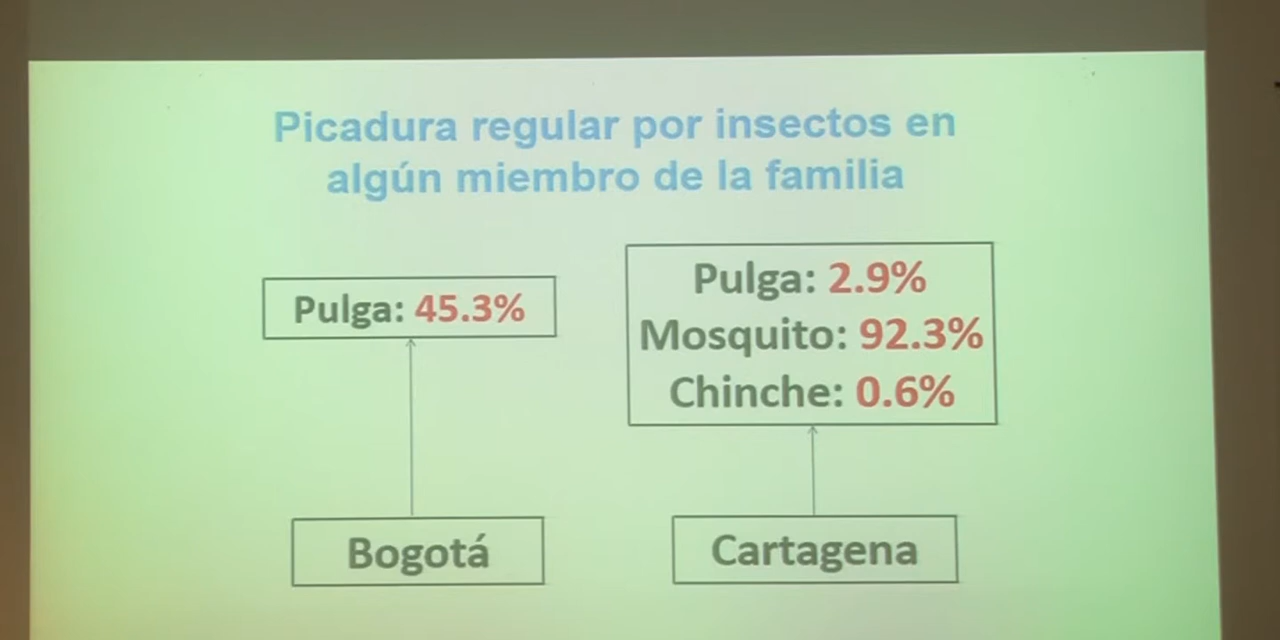 Picadura regular por insectos en
algún miembro de la familia
Pulga: 45.3%
Pulga: 2.9%
Mosquito: 92.3%
Chinche: 0.6%
Bogotá
Cartagena